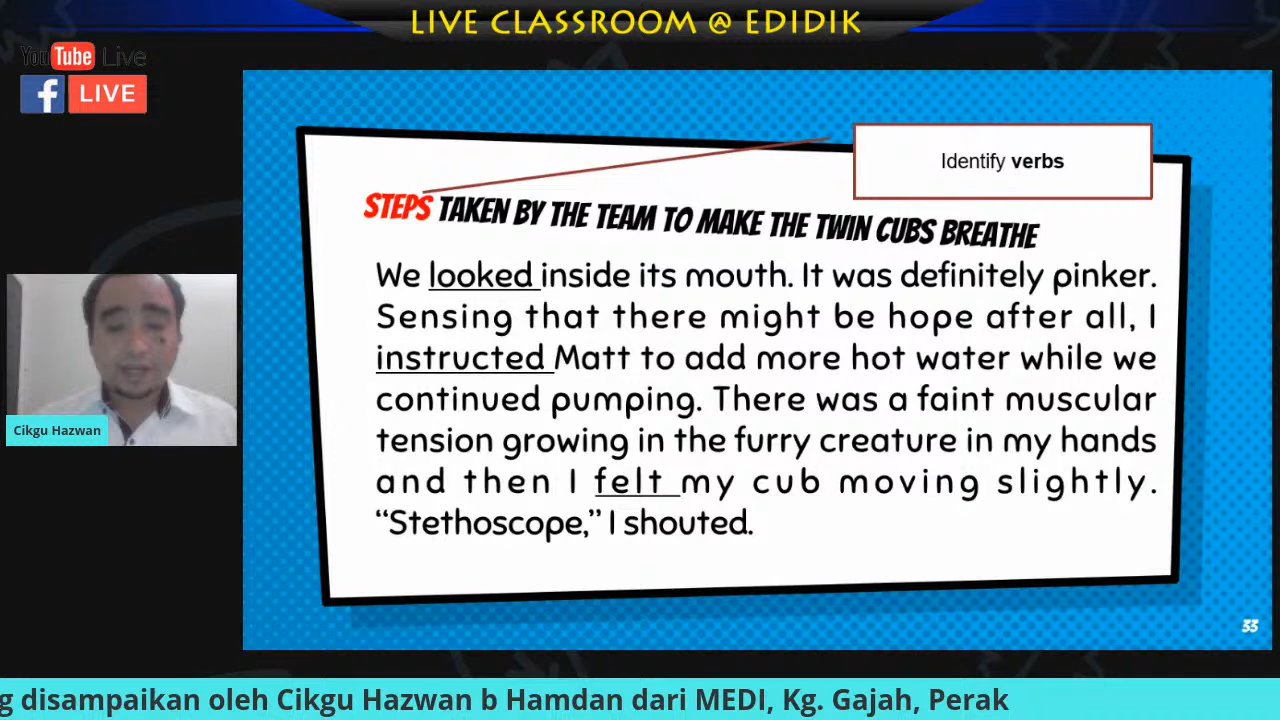 LIVE CLASSROOM @ EDIDIK
YouTube Live
f LIVE
Identify verbs
STEPS TAKEN BY THE TEAM TO MAKE THE TWIN CUBS BREATHE
We looked inside its mouth. It was definitely pinker.
Sensing that there might be hope after all, I
instructed Matt to add more hot water while we
continued pumping. There was a faint muscular
tension growing in the furry creature in my hands
and then I felt my cub moving slightly.
“Stethoscope,” I shouted.
Cikgu Hazwan
33
g disampaikan oleh Cikgu Hazwan b Hamdan dari MEDI, Kg. Gajah, Perak